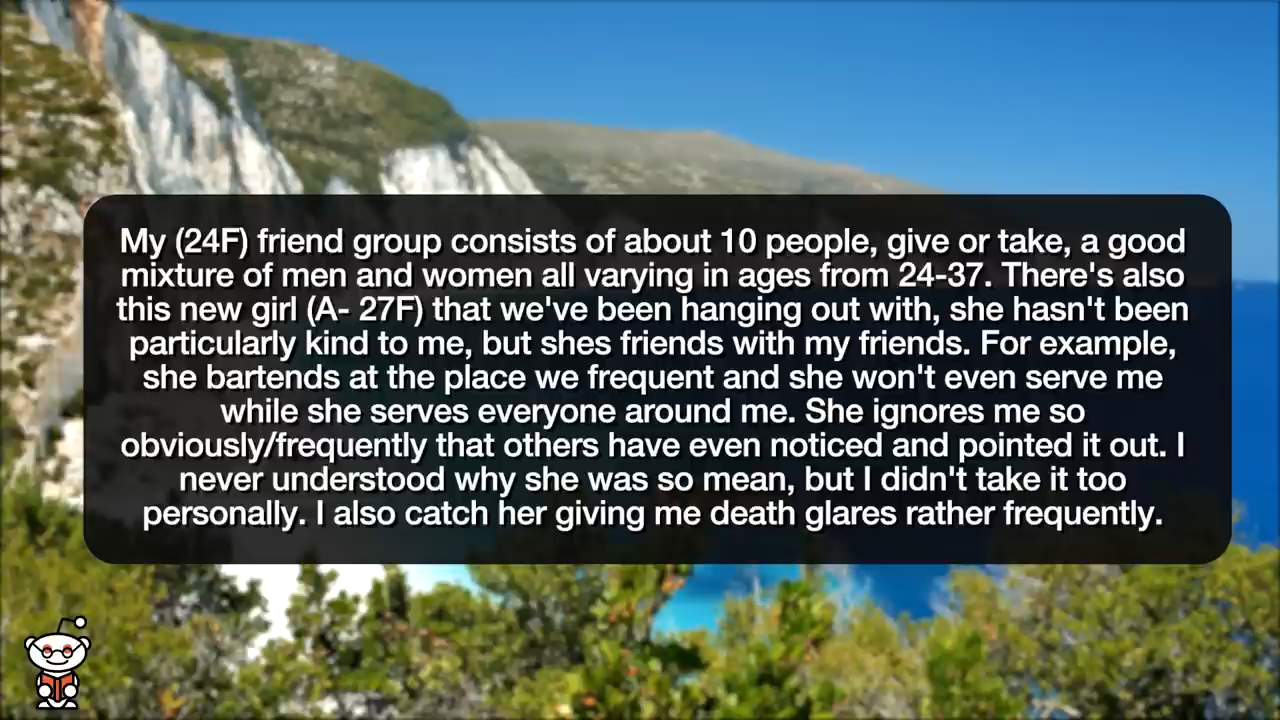 My (24F) friend group consists of about 10 people, give or take, a good
mixture of men and women all varying in ages from 24-37. There's also
this new girl (A- 27F) that we've been hanging out with, she hasn't been
particularly kind to me, but shes friends with my friends. For example,
she bartends at the place we frequent and she won't even serve me
while she serves everyone around me. She ignores me so
obviously/frequently that others have even noticed and pointed it out. I
never understood why she was so mean, but I didn't take it too
personally. I also catch her giving me death glares rather frequently.